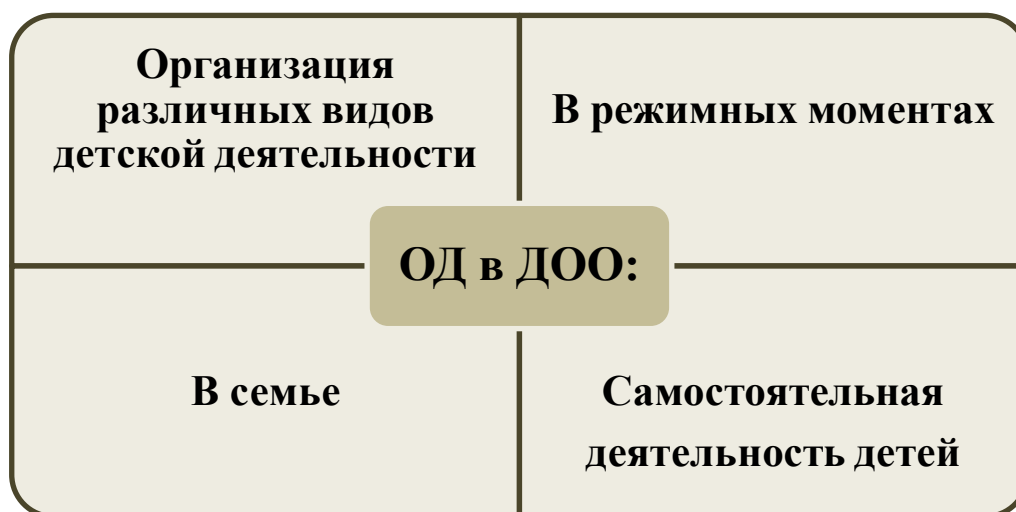 Организация
различных видов
детской деятельности
В режимных моментах
ОД в ДОО:
В семье
Самостоятельная
деятельность детей